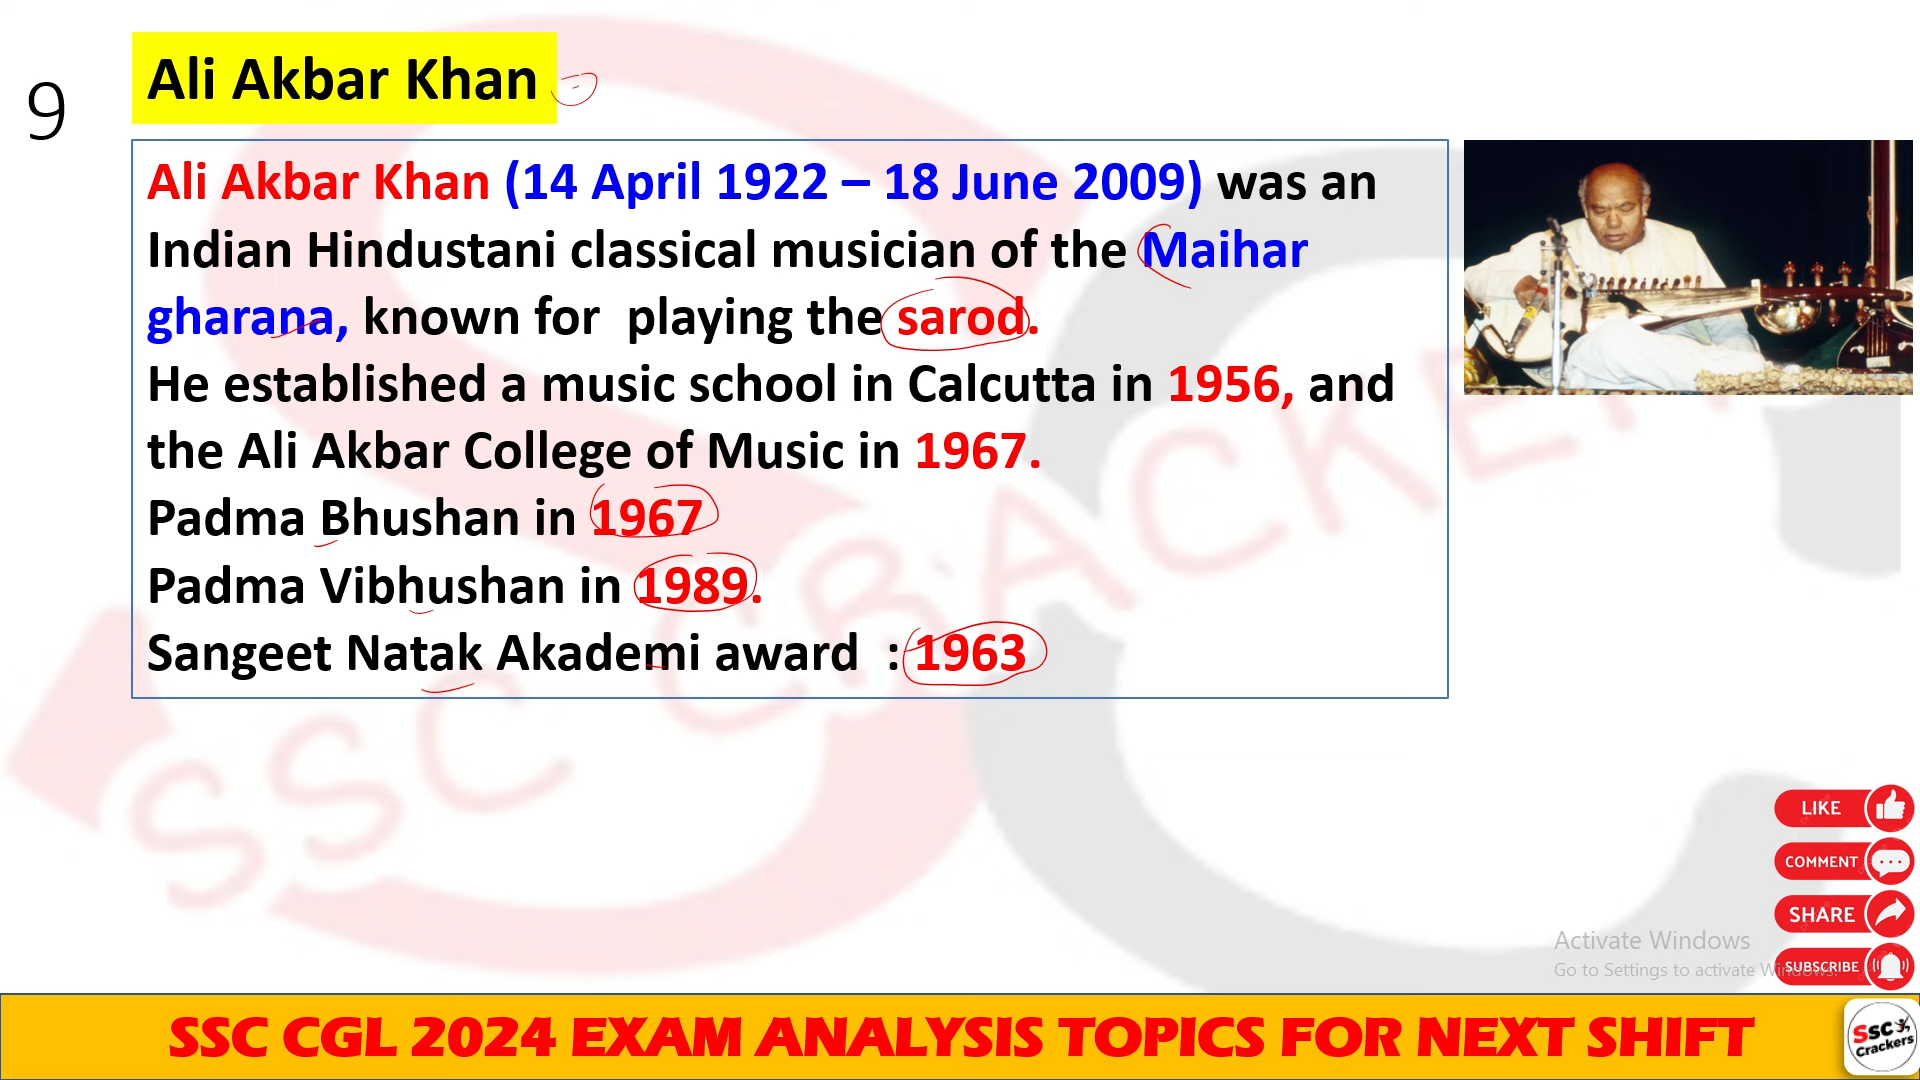 9
Ali Akbar Khan
Ali Akbar Khan (14 April 1922 – 18 June 2009) was an
Indian Hindustani classical musician of the Maihar
gharana, known for playing the sarod.
He established a music school in Calcutta in 1956, and
the Ali Akbar College of Music in 1967.
Padma Bhushan in 1967
Padma Vibhushan in 1989.
Sangeet Natak Akademi award : 1963
SSC CRACKERS
LIKE
COMMENT
SHARE
SUBSCRIBE
Activate Windows
Go to Settings to activate Windows.
SSC CGL 2024 EXAM ANALYSIS TOPICS FOR NEXT SHIFT
SSC
Crackers